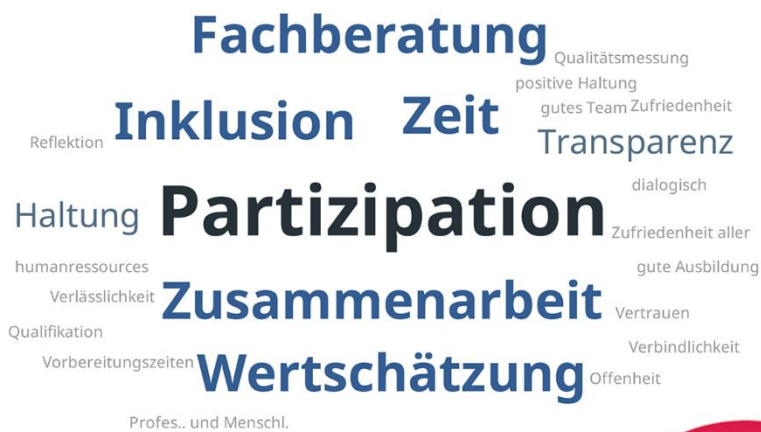 Fachberatung
Qualitätsmessung
positive Haltung
Inklusion
Zeit
gutes Team
Zufriedenheit
Reflektion
Transparenz
dialogisch
Haltung
Partizipation
Zufriedenheit aller
humanressources
gute Ausbildung
Verlässlichkeit
Zusammenarbeit
Vertrauen
Qualifikation
Verbindlichkeit
Vorbereitungszeiten
Wertschätzung
Offenheit
Profes.. und Menschl.